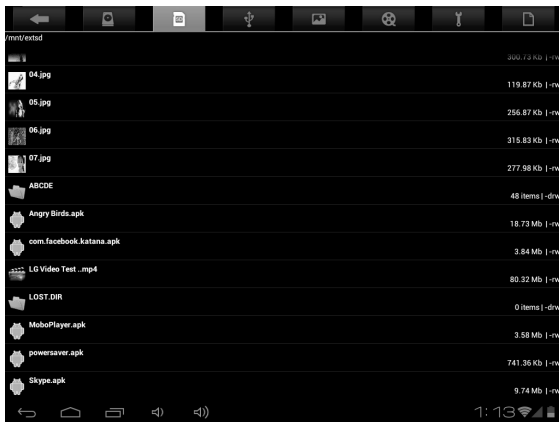 /mnt/extsd
300.73 Kb | -rw
04.jpg
119.87 Kb | -rw
05.jpg
256.87 Kb | -rw
06.jpg
315.83 Kb | -rw
07.jpg
277.98 Kb | -rw
ABCDE
48 items | -drw
Angry Birds.apk
18.73 Mb | -rw
com.facebook.katana.apk
3.84 Mb | -rw
LG Video Test ..mp4
80.32 Mb | -rw
LOST.DIR
0 items | -drw
MoboPlayer.apk
3.58 Mb | -rw
powersaver.apk
741.36 Kb | -rw
Skype.apk
9.74 Mb | -rw
1:13